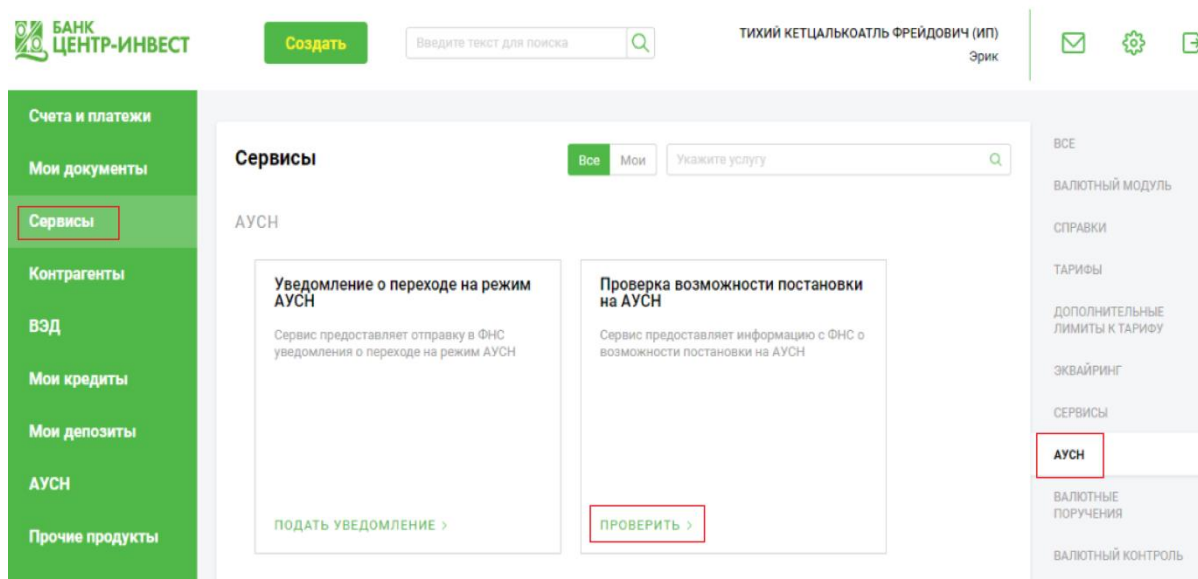 БАНК
ЦЕНТР-ИНВЕСТ
Создать
Введите текст для поиска
ТИХИЙ КЕТЦАЛЬКОАТЛЬ ФРЕЙДОВИЧ (ИП)
Эрик
Счета и платежи
Мои документы
Сервисы
Контрагенты
ВЭД
Мои кредиты
Мои депозиты
АУСН
Прочие продукты
Сервисы
Все
Мои
Укажите услугу
АУСН
Уведомление о переходе на режим
АУСН
Сервис предоставляет отправку в ФНС
уведомления о переходе на режим АУСН
ПОДАТЬ УВЕДОМЛЕНИЕ >
Проверка возможности постановки
на АУСН
Сервис предоставляет информацию с ФНС о
возможности постановки на АУСН
ПРОВЕРИТЬ >
ВСЕ
ВАЛЮТНЫЙ МОДУЛЬ
СПРАВКИ
ТАРИФЫ
ДОПОЛНИТЕЛЬНЫЕ
ЛИМИТЫ К ТАРИФУ
ЭКВАЙРИНГ
СЕРВИСЫ
АУСН
ВАЛЮТНЫЕ
ПОРУЧЕНИЯ
ВАЛЮТНЫЙ КОНТРОЛЬ